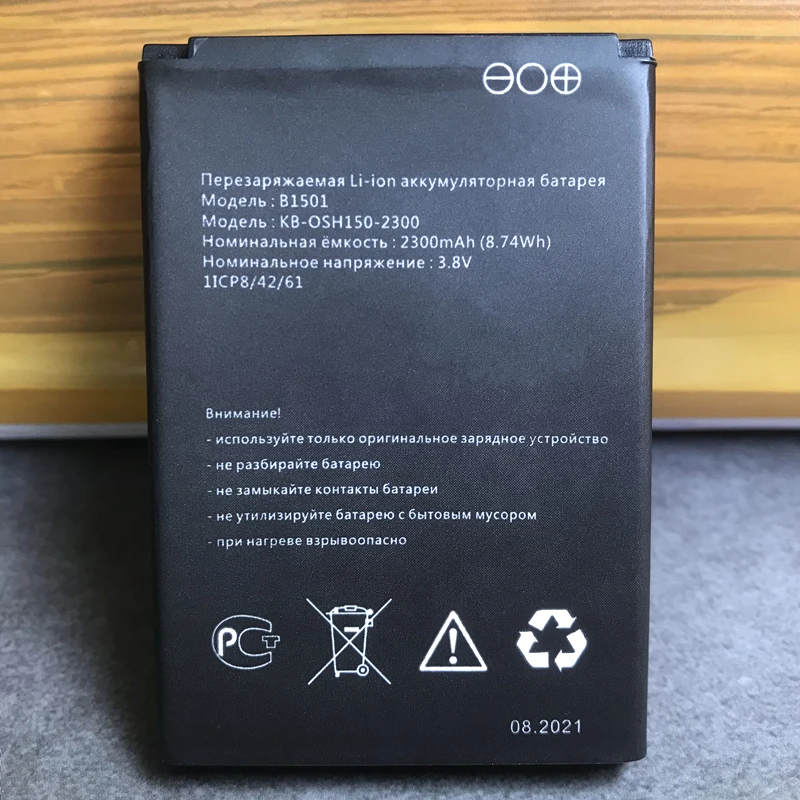 Перезаряжаемая Li-ion аккумуляторная батарея
Модель : B1501
Модель : KB-OSH150-2300
Номинальная ёмкость : 2300mAh (8.74Wh)
Номинальное напряжение : 3.8V
1ICP8/42/61
Внимание!
- используйте только оригинальное зарядное устройство
- не разбирайте батарею
- не замыкайте контакты батареи
- не утилизируйте батарею с бытовым мусором
- при нагреве взрывоопасно
РСТ
08.2021